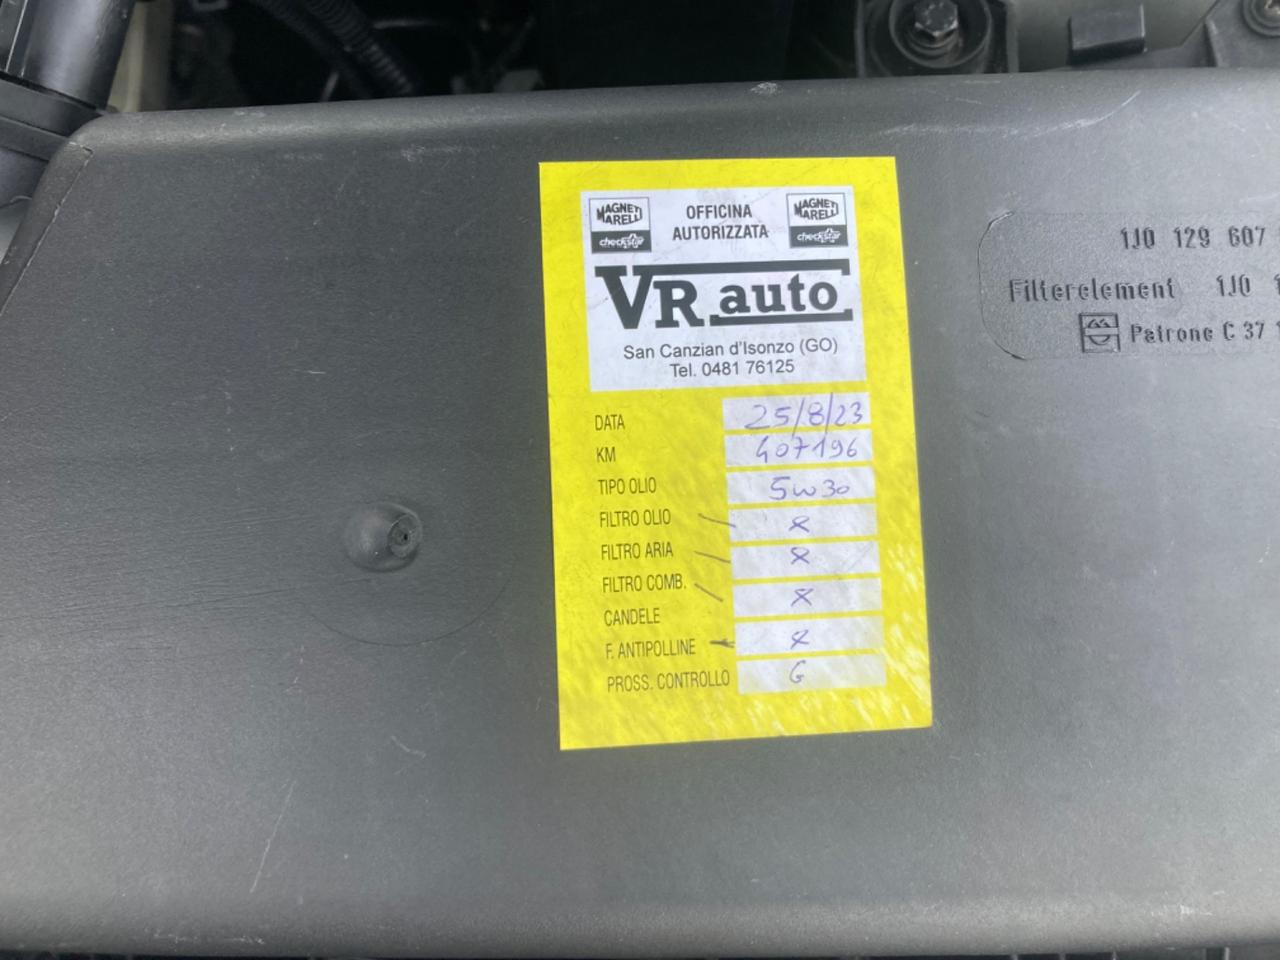 MAGNETI MARELLI checkstar
OFFICINA AUTORIZZATA
MAGNETI MARELLI checkstar
VR auto
San Canzian d'Isonzo (GO)
Tel. 0481 76125
DATA 25/8/23
KM 407196
TIPO OLIO 5W30
FILTRO OLIO X
FILTRO ARIA X
FILTRO COMB. X
CANDELE
F. ANTIPOLLINE X
PROSS. CONTROLLO G
1J0 129 607
Filterelement 1J0
Patrone C 37